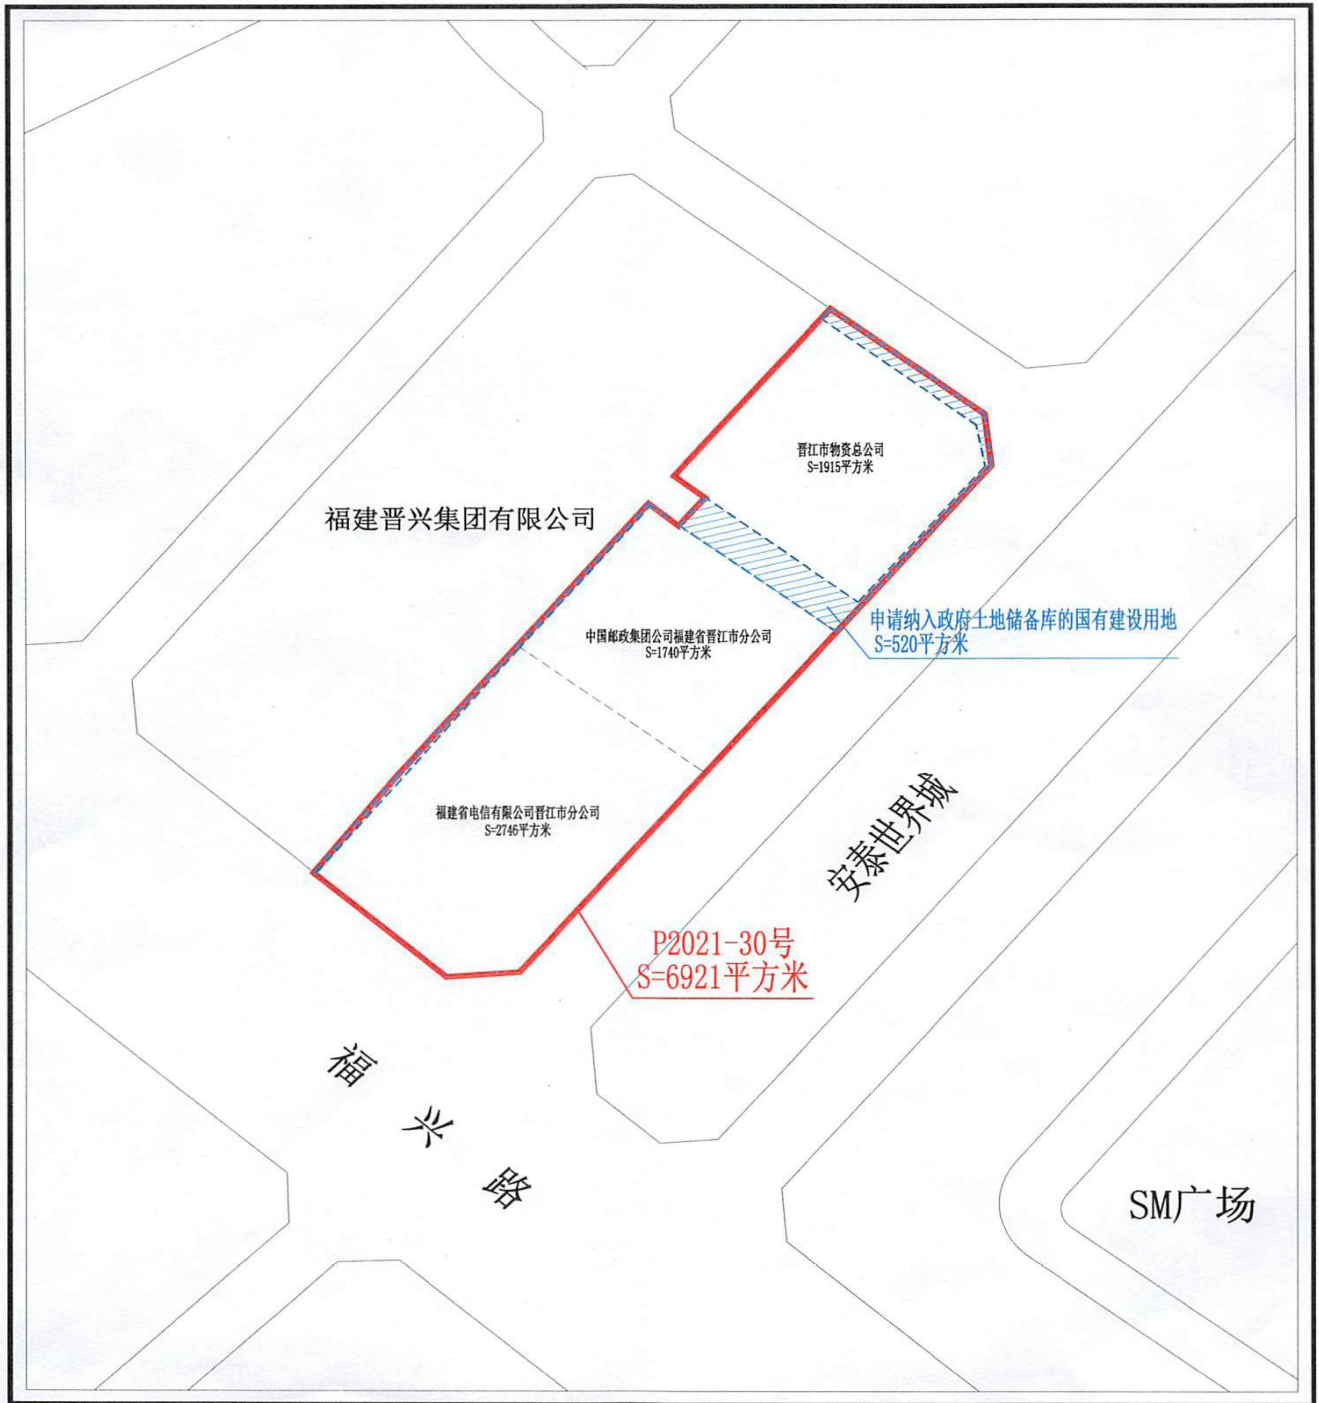 晋江市物资总公司
S=1915平方米
福建晋兴集团有限公司
申请纳入政府土地储备库的国有建设用地
S=520平方米
中国邮政集团公司福建省晋江市分公司
S=1740平方米
福建省电信有限公司晋江市分公司
S=2746平方米
安泰世界城
P2021-30号
S=6921平方米
福兴路
SM广场